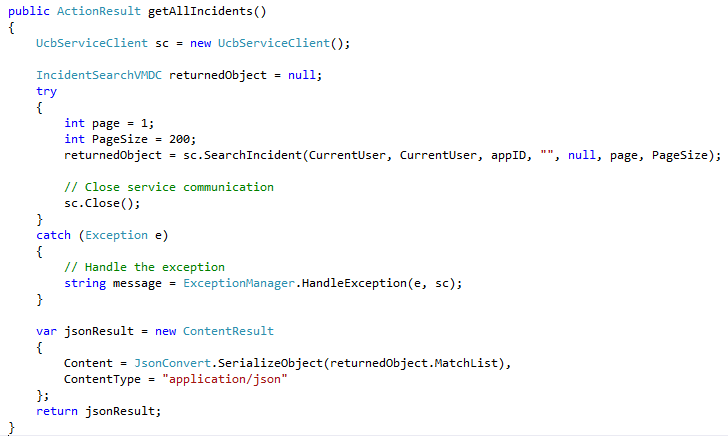 public ActionResult getAllIncidents()
{
    UcbServiceClient sc = new UcbServiceClient();

    IncidentSearchVMDC returnedObject = null;
    try
    {
        int page = 1;
        int PageSize = 200;
        returnedObject = sc.SearchIncident(CurrentUser, CurrentUser, appID, "", null, page, PageSize);

        // Close service communication
        sc.Close();
    }
    catch (Exception e)
    {
        // Handle the exception
        string message = ExceptionManager.HandleException(e, sc);
    }

    var jsonResult = new ContentResult
    {
        Content = JsonConvert.SerializeObject(returnedObject.MatchList),
        ContentType = "application/json"
    };
    return jsonResult;
}